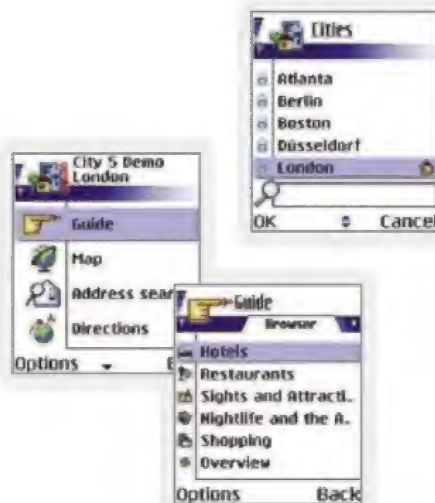 Cities
Atlanta
Berlin
Boston
Düsseldorf
London
OK Cancel
City 5 Demo
London
Guide
Map
Address sear
Directions
Options
Guide
Browser
Hotels
Restaurants
Sights and Attracti..
Nightlife and the A..
Shopping
Overview
Options Back